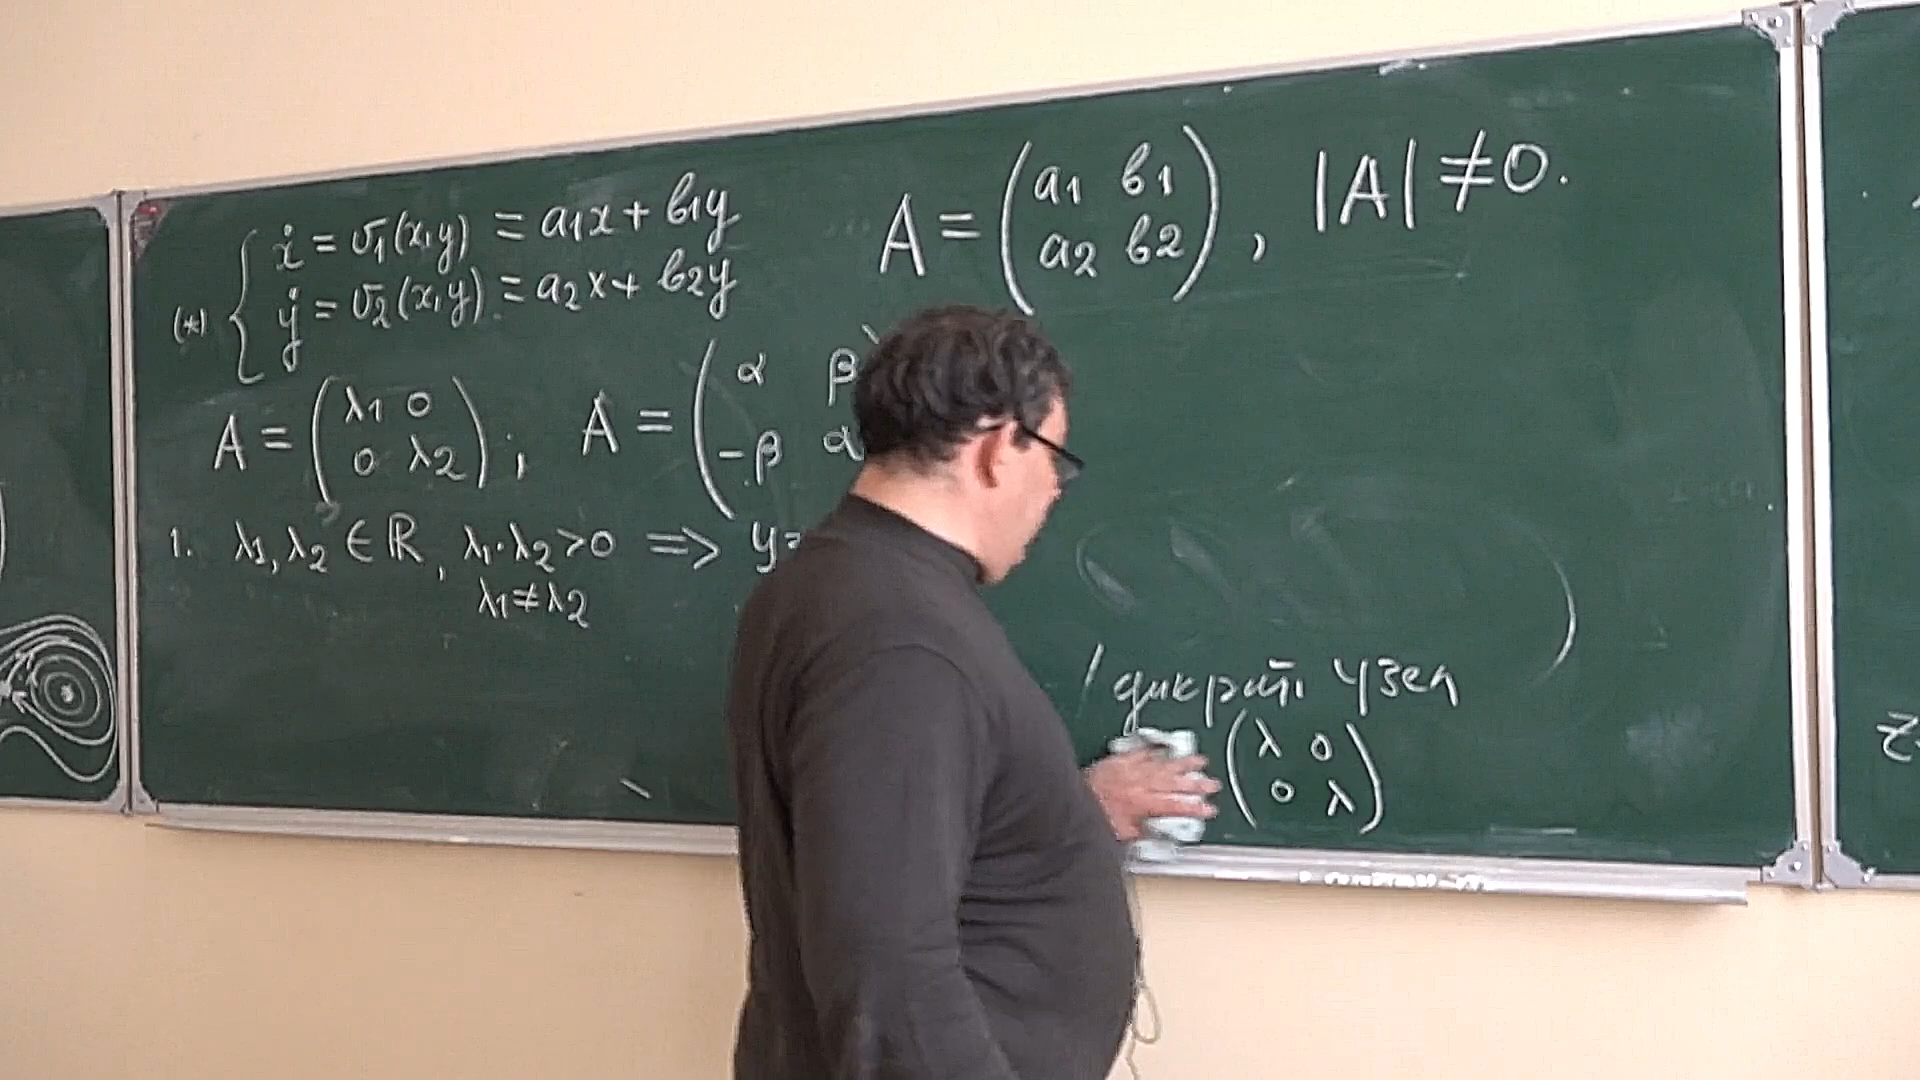 (*) { ẋ = v₁(x,y) = a₁x + b₁y
ẏ = v₂(x,y) = a₂x + b₂y
A = (a₁ b₁
a₂ b₂), |A| ≠ 0.
A = (λ₁ 0
0 λ₂); A = (α β
-β α
1. λ₁, λ₂ ∈ ℝ, λ₁·λ₂ > 0 => y =
λ₁ ≠ λ₂
узел
(λ 0
0 λ)